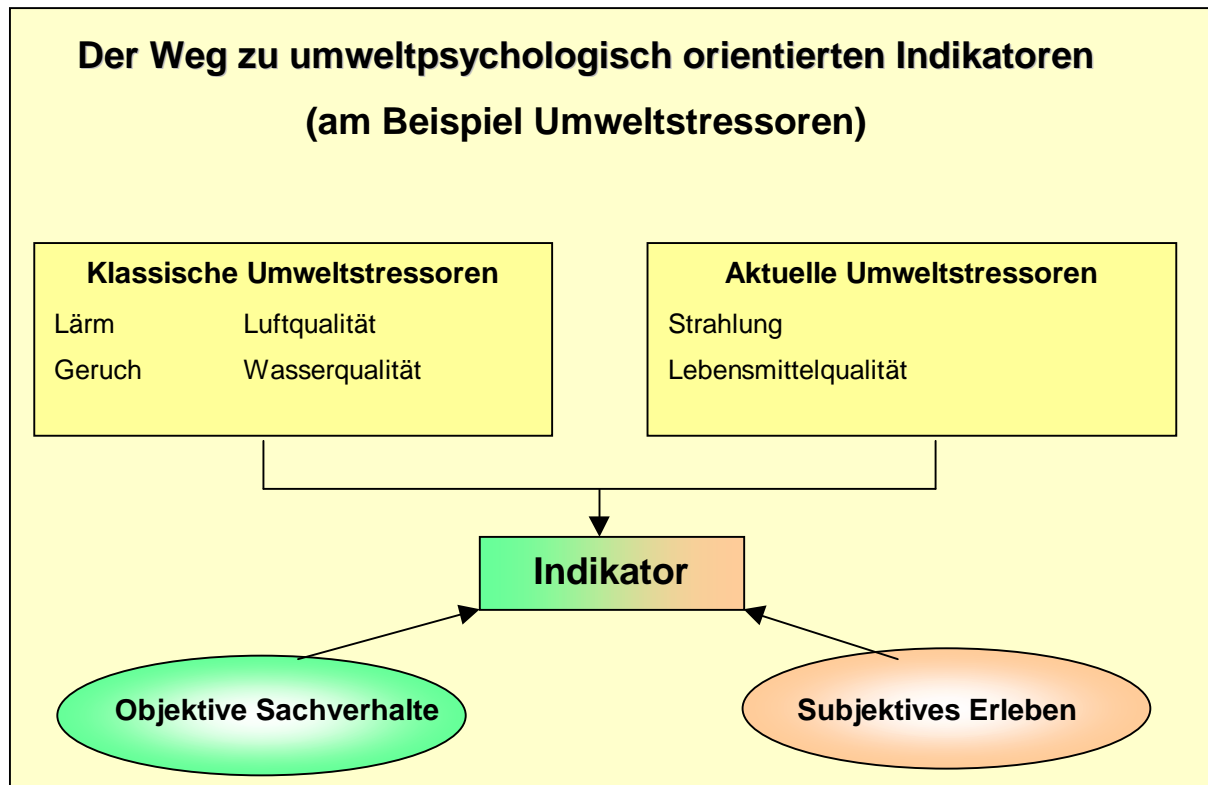 Der Weg zu umweltpsychologisch orientierten Indikatoren
(am Beispiel Umweltstressoren)
Klassische Umweltstressoren
Lärm Luftqualität
Geruch Wasserqualität
Aktuelle Umweltstressoren
Strahlung
Lebensmittelqualität
Indikator
Objektive Sachverhalte
Subjektives Erleben